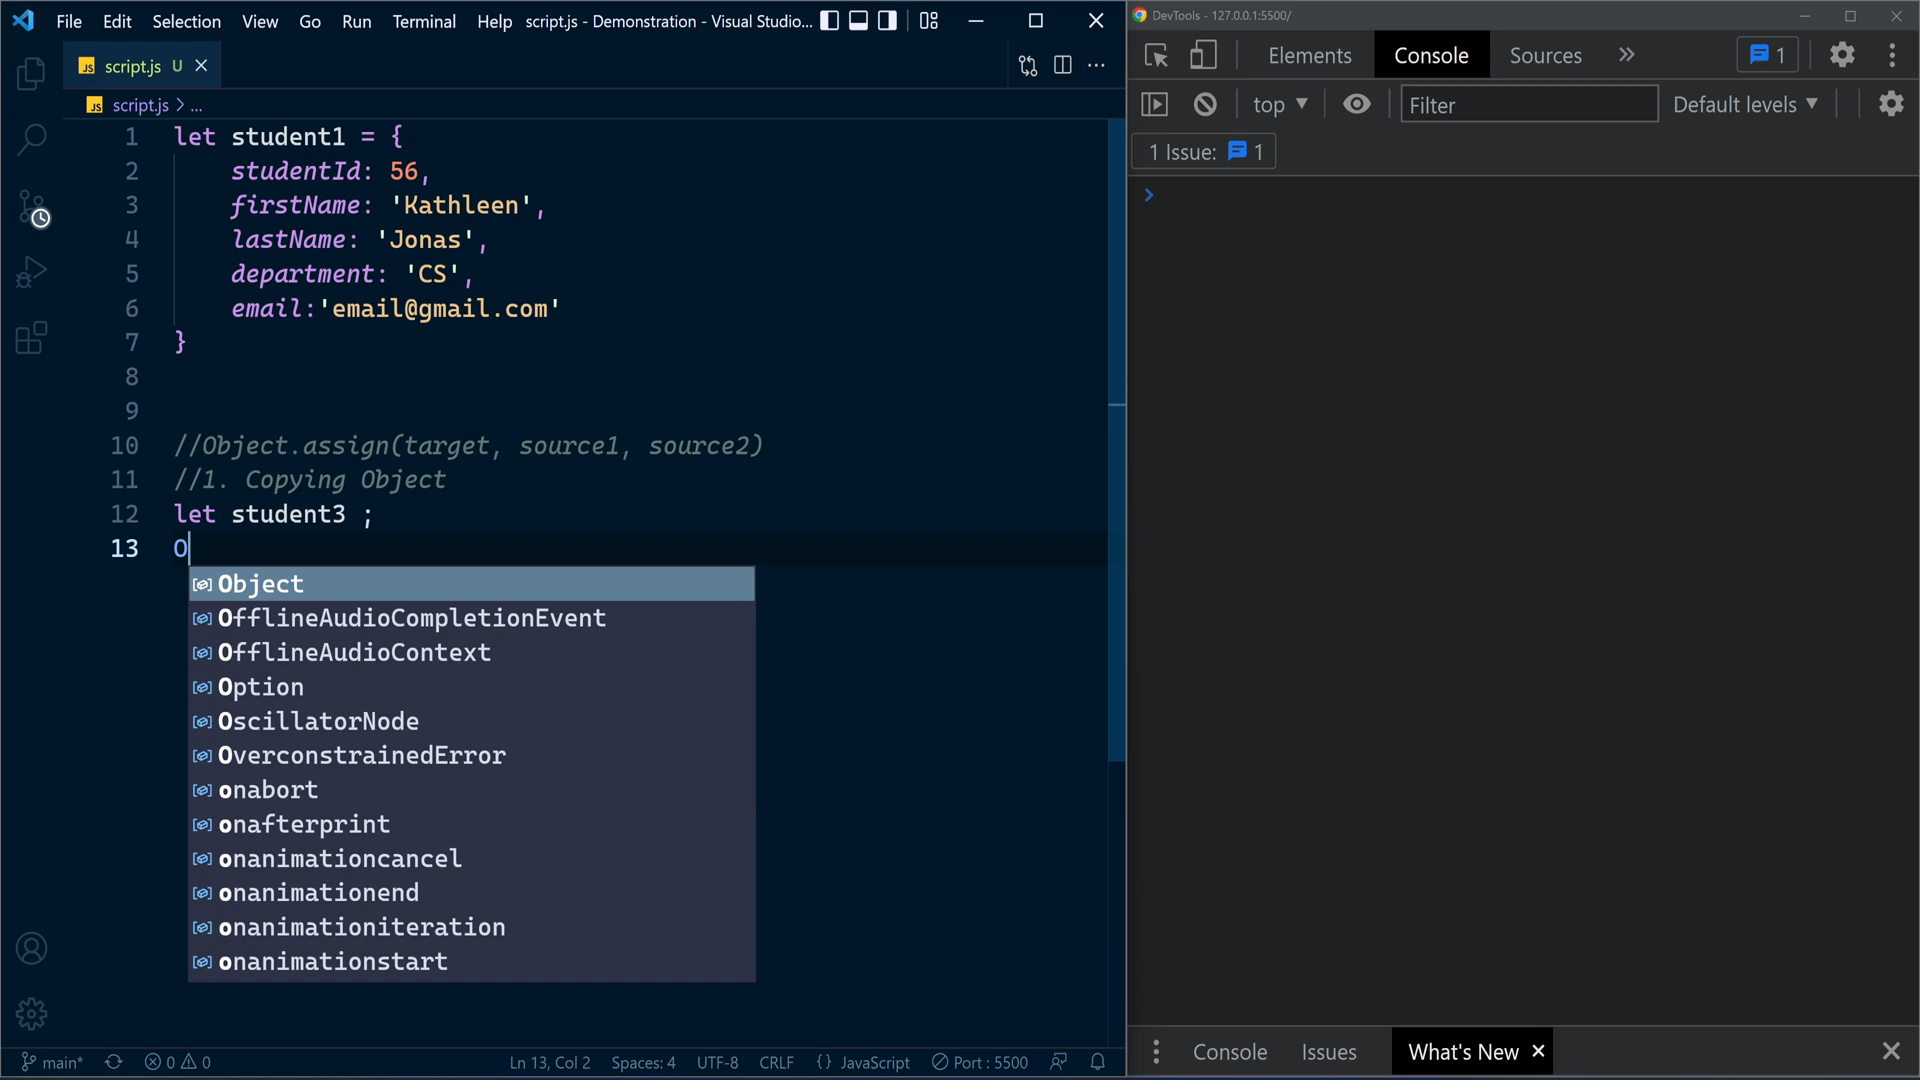 File Edit Selection View Go Run Terminal Help script.js - Demonstration - Visual Studio...
script.js U
script.js > ...
1 let student1 = {
2 studentId: 56,
3 firstName: 'Kathleen',
4 lastName: 'Jonas',
5 department: 'CS',
6 email:'email@gmail.com'
7 }
8
9
10 //Object.assign(target, source1, source2)
11 //1. Copying Object
12 let student3 ;
13 O
Object
OfflineAudioCompletionEvent
OfflineAudioContext
Option
OscillatorNode
OverconstrainedError
onabort
onafterprint
onanimationcancel
onanimationend
onanimationiteration
onanimationstart
main* 0 0 Ln 13, Col 2 Spaces: 4 UTF-8 CRLF {} JavaScript Port : 5500
DevTools - 127.0.0.1:5500/
Elements Console Sources 1
top Filter Default levels
1 Issue: 1
Console Issues What's New